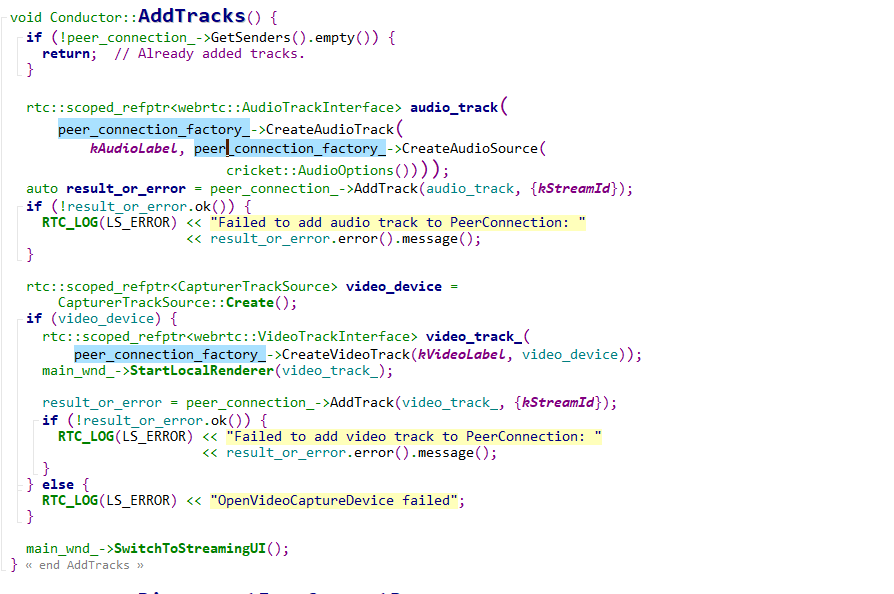 void Conductor::AddTracks() {
  if (!peer_connection_->GetSenders().empty()) {
    return;  // Already added tracks.
  }
  rtc::scoped_refptr<webrtc::AudioTrackInterface> audio_track(
      peer_connection_factory_->CreateAudioTrack(
          kAudioLabel, peer_connection_factory_->CreateAudioSource(
                           cricket::AudioOptions())));
  auto result_or_error = peer_connection_->AddTrack(audio_track, {kStreamId});
  if (!result_or_error.ok()) {
    RTC_LOG(LS_ERROR) << "Failed to add audio track to PeerConnection: "
                      << result_or_error.error().message();
  }
  rtc::scoped_refptr<CapturerTrackSource> video_device =
      CapturerTrackSource::Create();
  if (video_device) {
    rtc::scoped_refptr<webrtc::VideoTrackInterface> video_track_(
        peer_connection_factory_->CreateVideoTrack(kVideoLabel, video_device));
    main_wnd_->StartLocalRenderer(video_track_);
    result_or_error = peer_connection_->AddTrack(video_track_, {kStreamId});
    if (!result_or_error.ok()) {
      RTC_LOG(LS_ERROR) << "Failed to add video track to PeerConnection: "
                        << result_or_error.error().message();
    }
  } else {
    RTC_LOG(LS_ERROR) << "OpenVideoCaptureDevice failed";
  }
  main_wnd_->SwitchToStreamingUI();
} « end AddTracks »